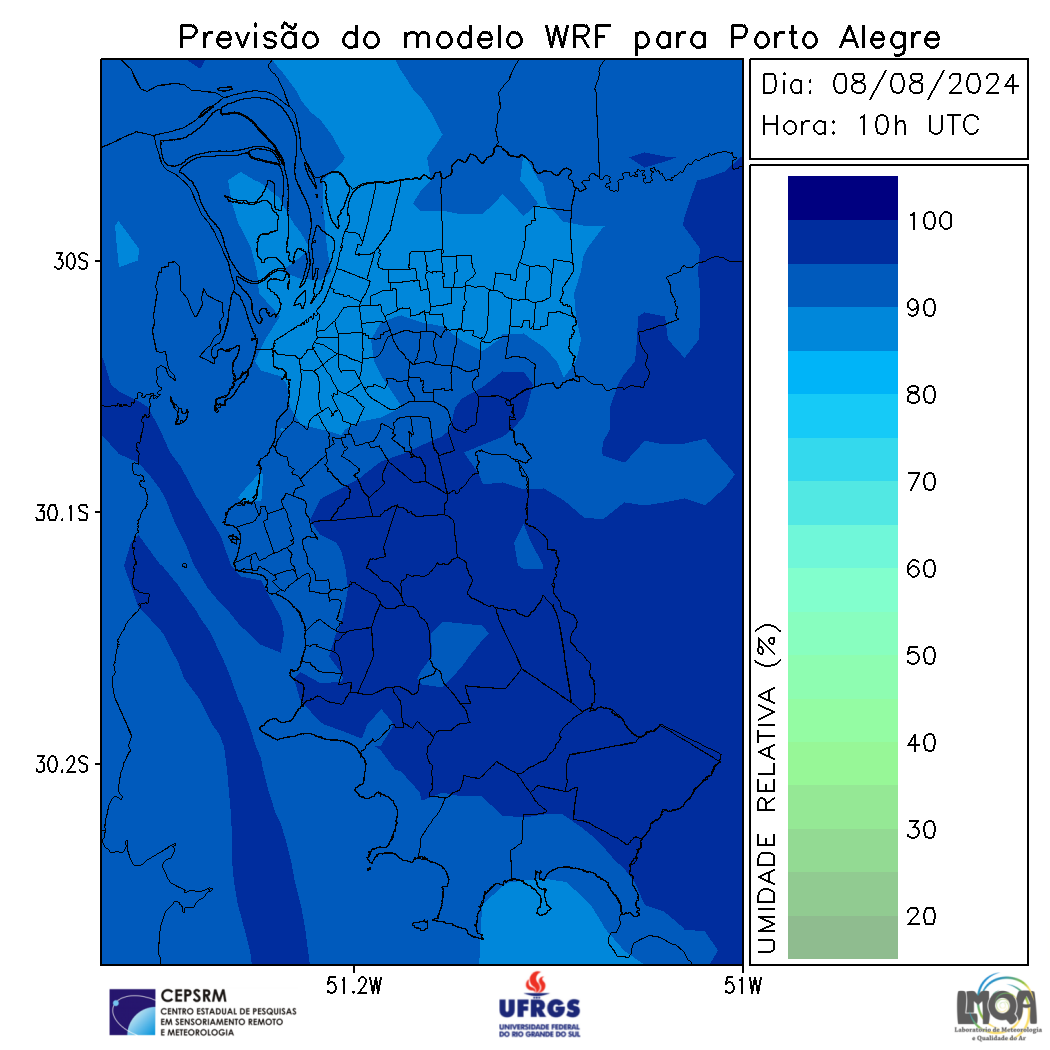 Previsão do modelo WRF para Porto Alegre
Dia: 08/08/2024
Hora: 10h UTC
30S
30.1S
30.2S
51.2W
51W
100
90
80
70
60
50
40
30
20
UMIDADE RELATIVA (%)
CEPSRM
CENTRO ESTADUAL DE PESQUISAS
EM SENSORIAMENTO REMOTO
E METEOROLOGIA
UFRGS
UNIVERSIDADE FEDERAL
DO RIO GRANDE DO SUL
LMQA
Laboratório de Meteorologia
e Qualidade do Ar